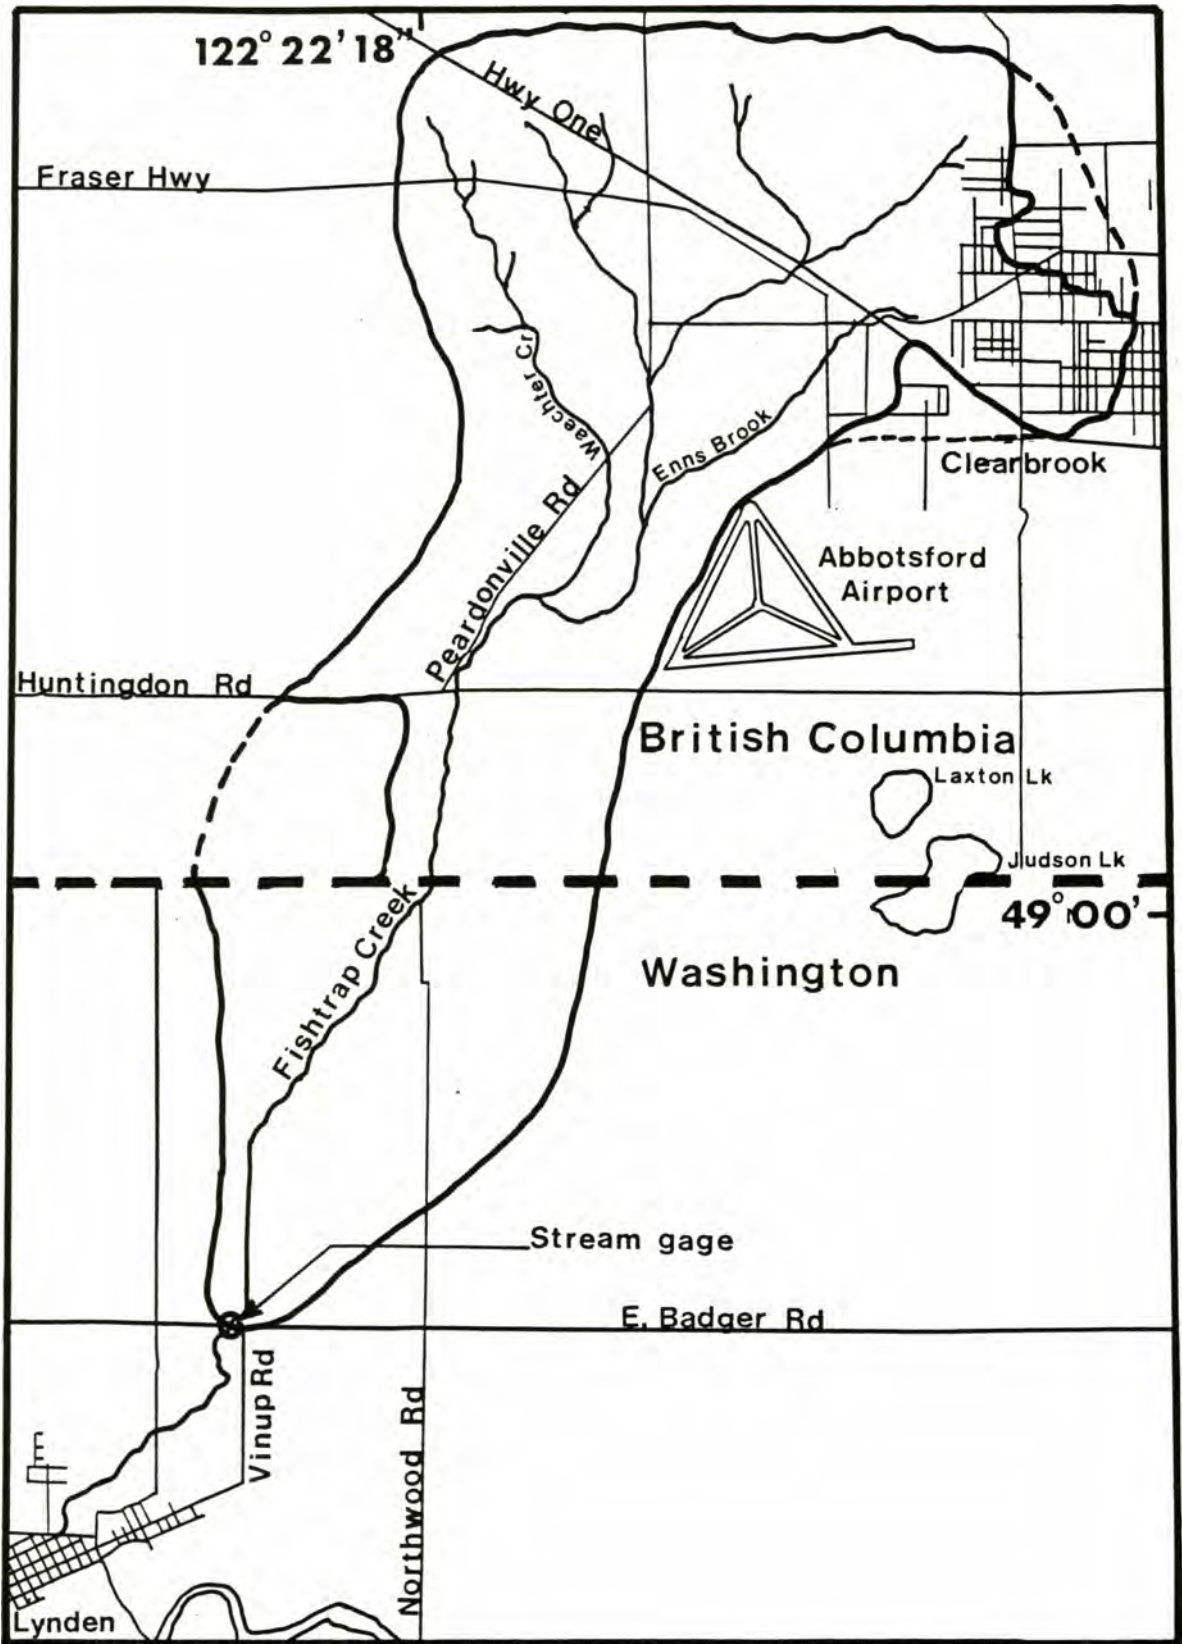 122° 22' 18"
Hwy One
Fraser Hwy
Waechter Cr
Enns Brook
Clearbrook
Peardonville Rd
Abbotsford
Airport
Huntingdon Rd
British Columbia
Laxton Lk
Judson Lk
49° N 00'
Fishtrap Creek
Washington
Stream gage
E. Badger Rd
Vinup Rd
Northwood Rd
Lynden